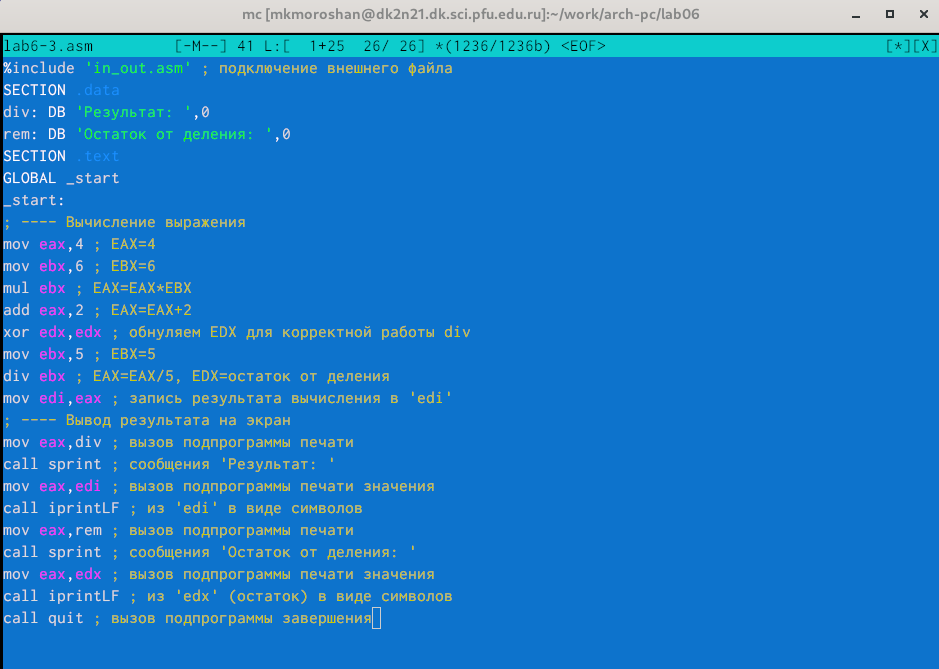 mc [mkmoroshan@dk2n21.dk.sci.pfu.edu.ru]:~/work/arch-pc/lab06
lab6-3.asm [-M--] 41 L:[ 1+25 26/ 26] *(1236/1236b) <EOF> [*][X]
%include 'in_out.asm' ; подключение внешнего файла
SECTION .data
div: DB 'Результат: ',0
rem: DB 'Остаток от деления: ',0
SECTION .text
GLOBAL _start
_start:
; ---- Вычисление выражения
mov eax,4 ; EAX=4
mov ebx,6 ; EBX=6
mul ebx ; EAX=EAX*EBX
add eax,2 ; EAX=EAX+2
xor edx,edx ; обнуляем EDX для корректной работы div
mov ebx,5 ; EBX=5
div ebx ; EAX=EAX/5, EDX=остаток от деления
mov edi,eax ; запись результата вычисления в 'edi'
; ---- Вывод результата на экран
mov eax,div ; вызов подпрограммы печати
call sprint ; сообщения 'Результат: '
mov eax,edi ; вызов подпрограммы печати значения
call iprintLF ; из 'edi' в виде символов
mov eax,rem ; вызов подпрограммы печати
call sprint ; сообщения 'Остаток от деления: '
mov eax,edx ; вызов подпрограммы печати значения
call iprintLF ; из 'edx' (остаток) в виде символов
call quit ; вызов подпрограммы завершения